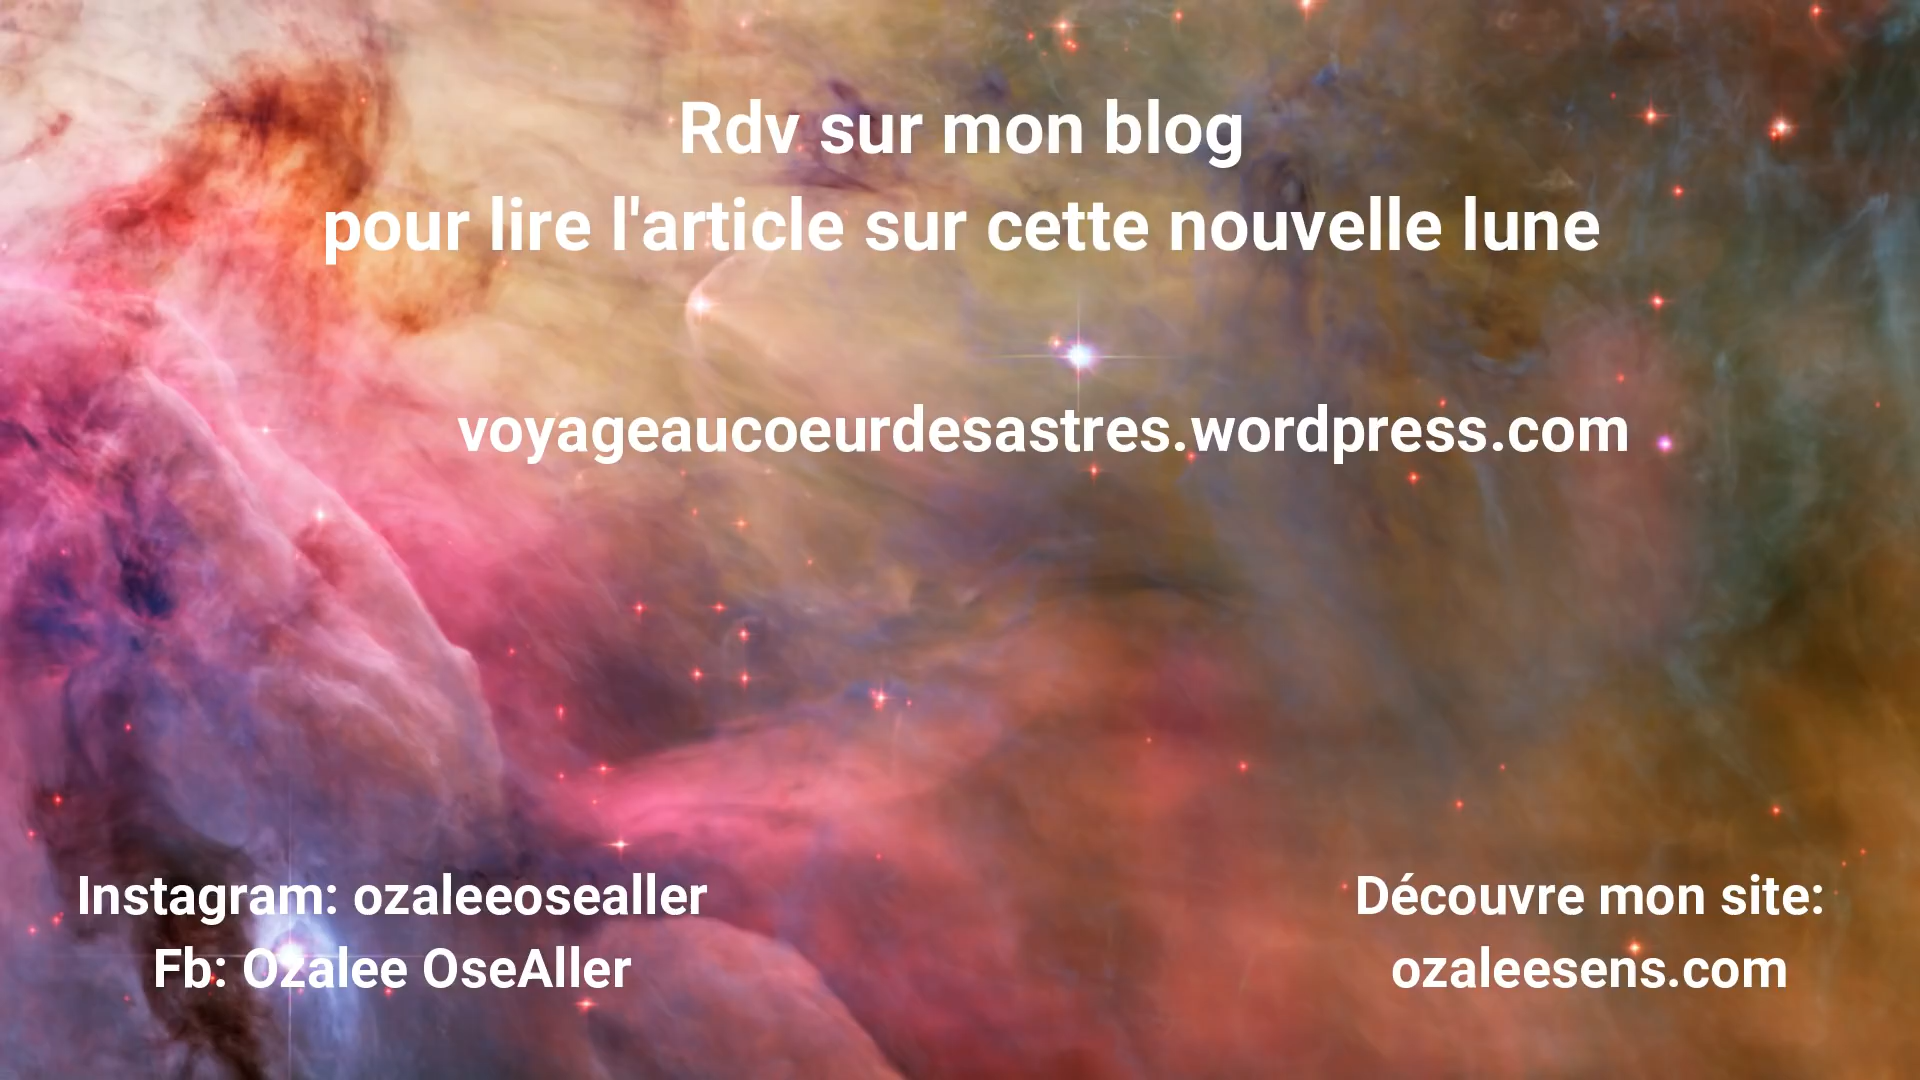 Rdv sur mon blog
pour lire l'article sur cette nouvelle lune
voyageaucoeurdesastres.wordpress.com
Instagram: ozaleeosealler
Fb: Ozalee OseAller
Découvre mon site:
ozaleesens.com